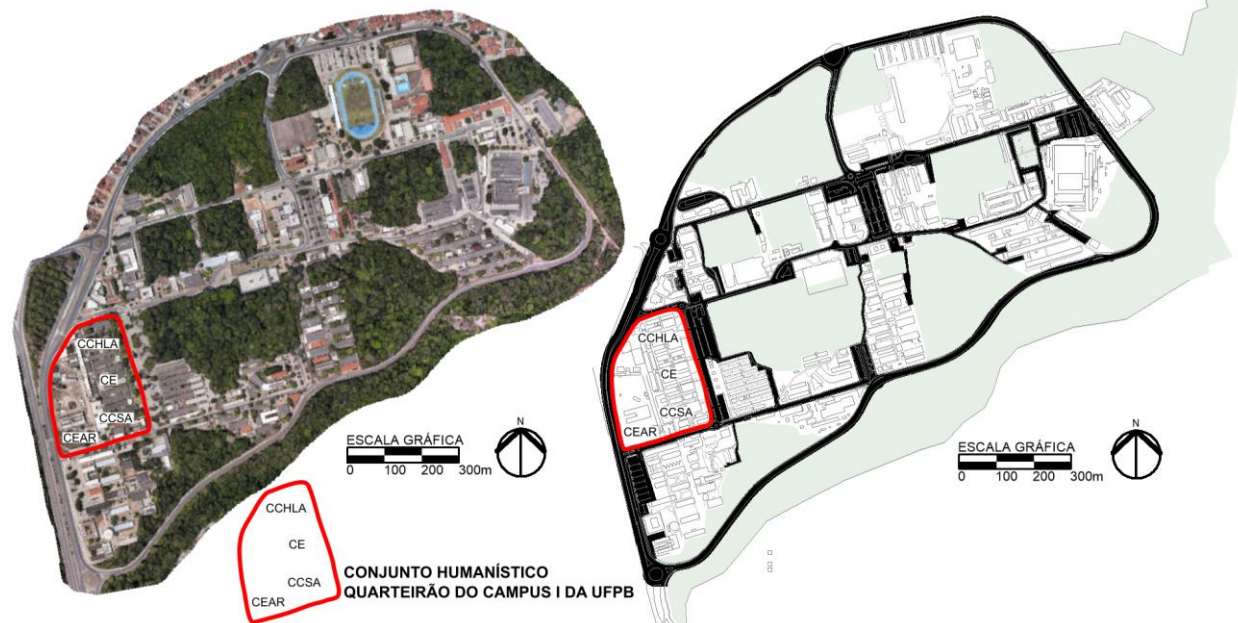 CCHLA
CE
CCSA
CEAR
ESCALA GRÁFICA
0 100 200 300m
N
CCHLA
CE
CCSA
CEAR
ESCALA GRÁFICA
0 100 200 300m
N
CCHLA
CE
CCSA
CEAR
CONJUNTO HUMANÍSTICO
QUARTEIRÃO DO CAMPUS I DA UFPB